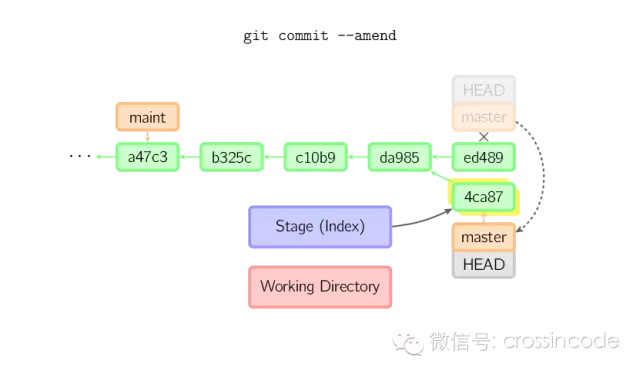 git commit --amend
HEAD
maint
master
··· a47c3 b325c c10b9 da985 ed489
4ca87
Stage (Index)
master
HEAD
Working Directory
微信号: crossincode